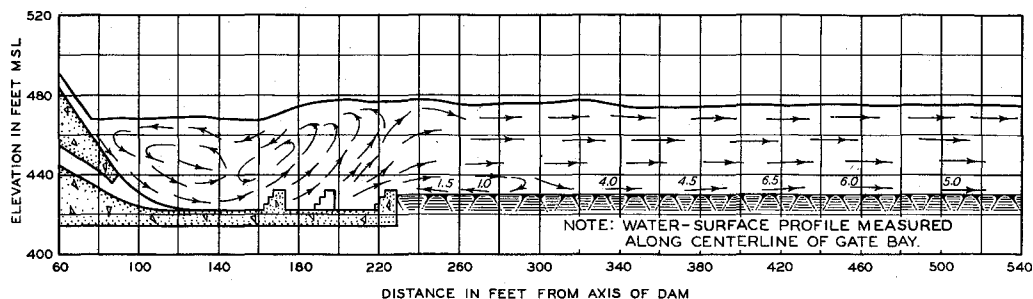 520
480
440
400
ELEVATION IN FEET MSL
1.5 1.0 4.0 4.5 6.5 6.0 5.0
NOTE: WATER-SURFACE PROFILE MEASURED
ALONG CENTERLINE OF GATE BAY.
60 100 140 180 220 260 300 340 380 420 460 500 540
DISTANCE IN FEET FROM AXIS OF DAM